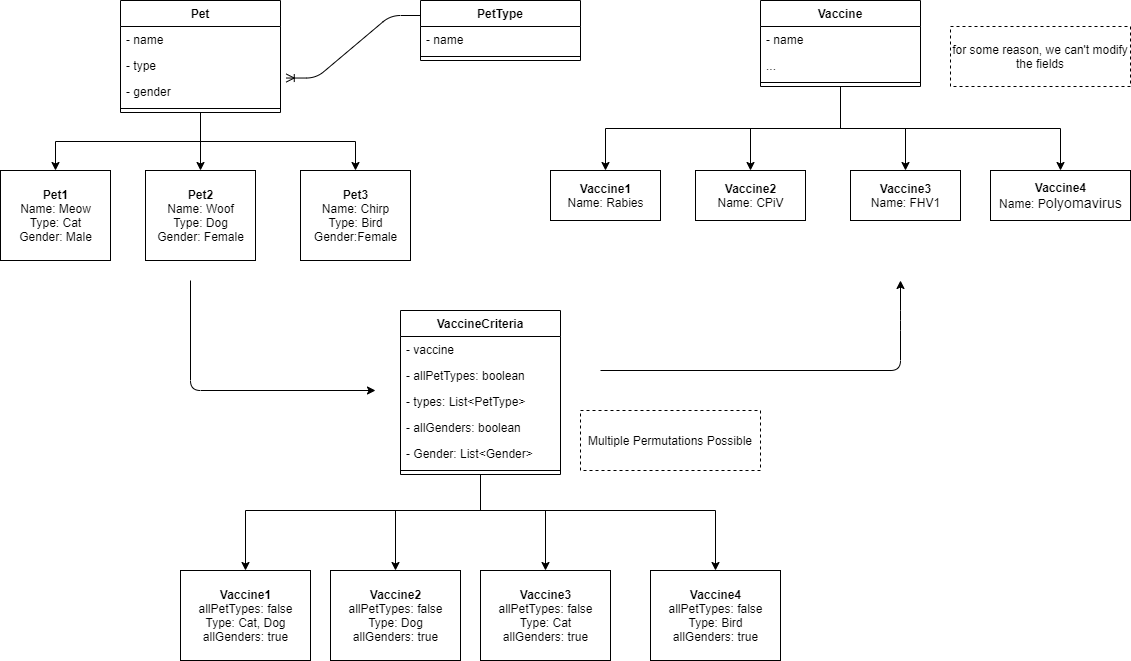 Pet
- name
- type
- gender
PetType
- name
Vaccine
- name
...
for some reason, we can't modify
the fields
Pet1
Name: Meow
Type: Cat
Gender: Male
Pet2
Name: Woof
Type: Dog
Gender: Female
Pet3
Name: Chirp
Type: Bird
Gender:Female
Vaccine1
Name: Rabies
Vaccine2
Name: CPiV
Vaccine3
Name: FHV1
Vaccine4
Name: Polyomavirus
VaccineCriteria
- vaccine
- allPetTypes: boolean
- types: List<PetType>
- allGenders: boolean
- Gender: List<Gender>
Multiple Permutations Possible
Vaccine1
allPetTypes: false
Type: Cat, Dog
allGenders: true
Vaccine2
allPetTypes: false
Type: Dog
allGenders: true
Vaccine3
allPetTypes: false
Type: Cat
allGenders: true
Vaccine4
allPetTypes: false
Type: Bird
allGenders: true